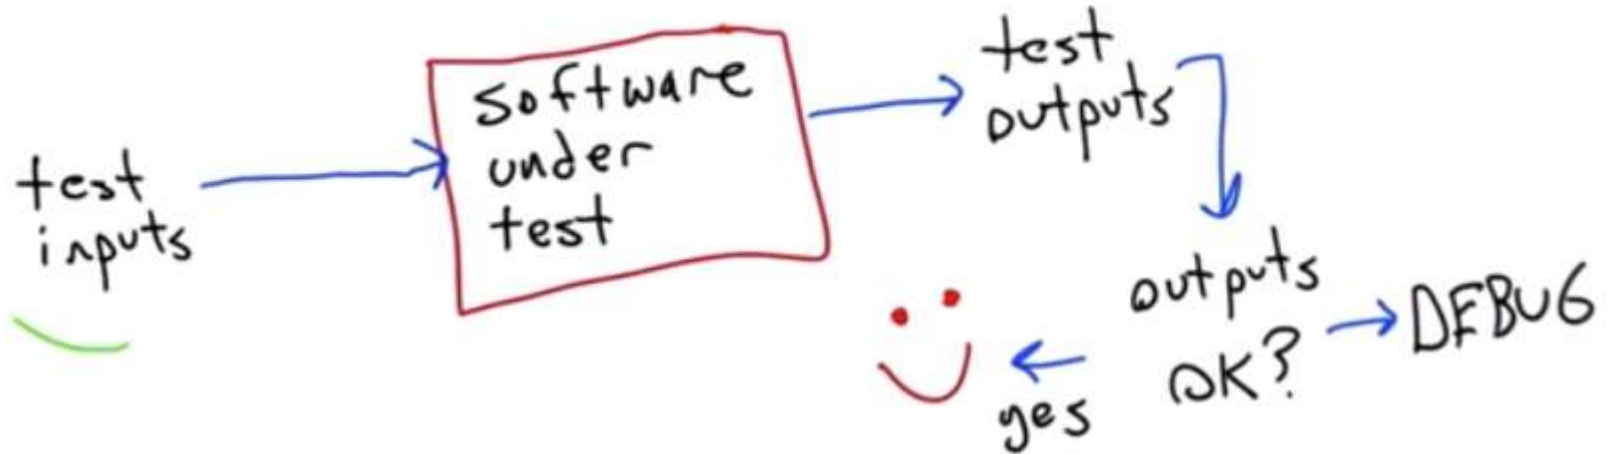 test
inputs
software
under
test
test
outputs
outputs
OK?
yes
DEBUG